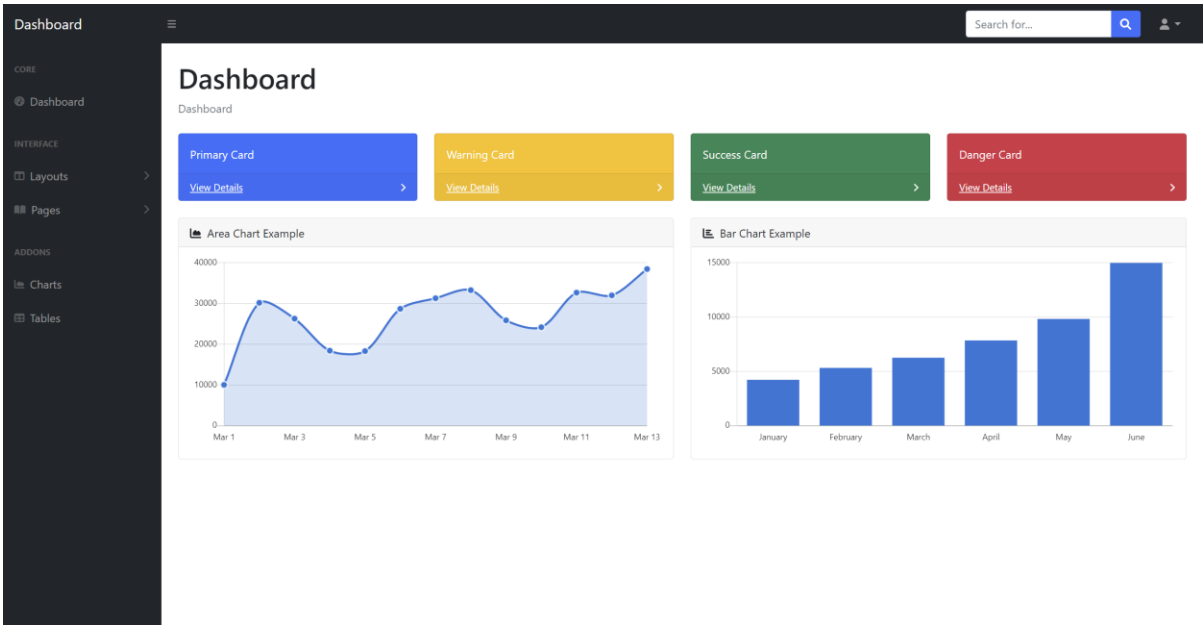 Dashboard
Search for...
CORE
Dashboard
INTERFACE
Layouts
Pages
ADDONS
Charts
Tables
Dashboard
Dashboard
Primary Card
View Details
Warning Card
View Details
Success Card
View Details
Danger Card
View Details
Area Chart Example
40000
30000
20000
10000
0
Mar 1 Mar 3 Mar 5 Mar 7 Mar 9 Mar 11 Mar 13
Bar Chart Example
15000
10000
5000
0
January February March April May June